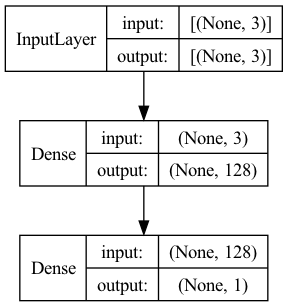 InputLayer
input: [(None, 3)]
output: [(None, 3)]
Dense
input: (None, 3)
output: (None, 128)
Dense
input: (None, 128)
output: (None, 1)